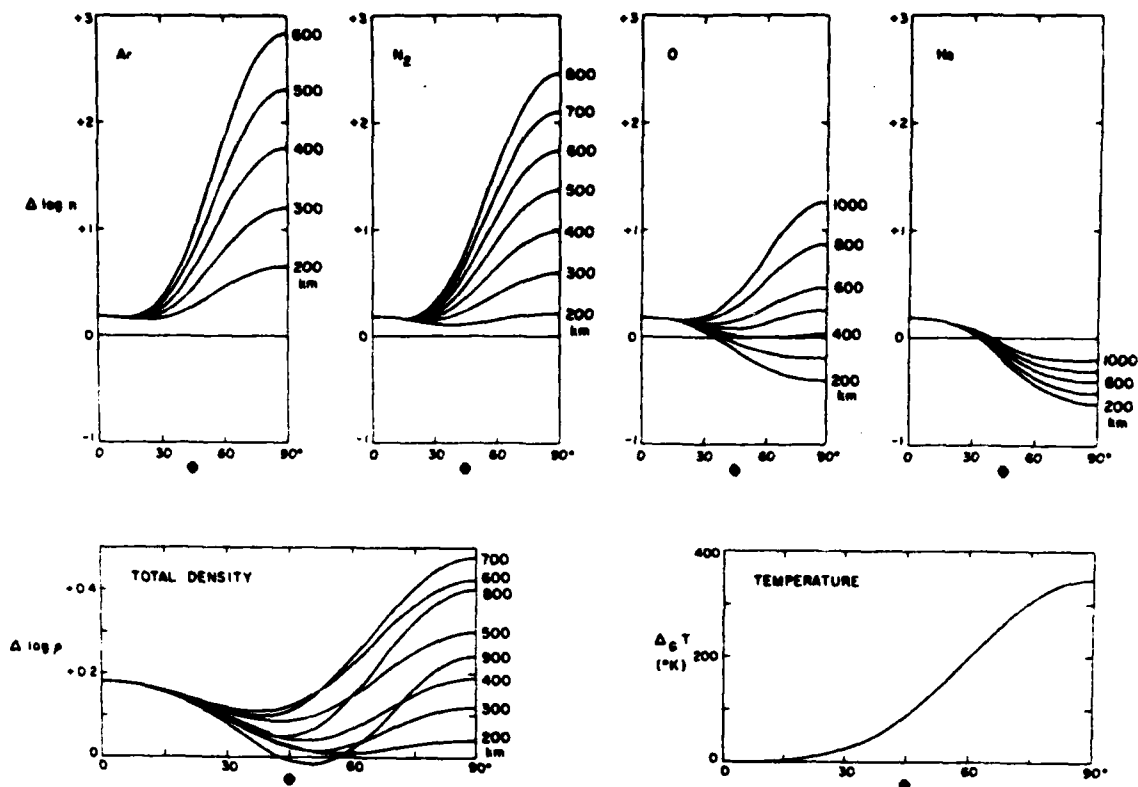 +3
+2
Δ log n
+1
0
-1
Ar
600
500
400
300
200
km
0 30 60 90°
Φ
+3
+2
+1
0
-1
N2
800
700
600
500
400
300
200
km
0 30 60 90°
Φ
+3
+2
+1
0
-1
O
1000
800
600
400
200
km
0 30 60 90°
Φ
+3
+2
+1
0
-1
He
1000
600
200
km
0 30 60 90°
Φ
TOTAL DENSITY
+0.4
Δ log ρ
+0.2
0
700
600
800
500
900
400
300
200
km
0 30 60 90°
Φ
TEMPERATURE
400
200
0
(°K)
0 30 60 90°